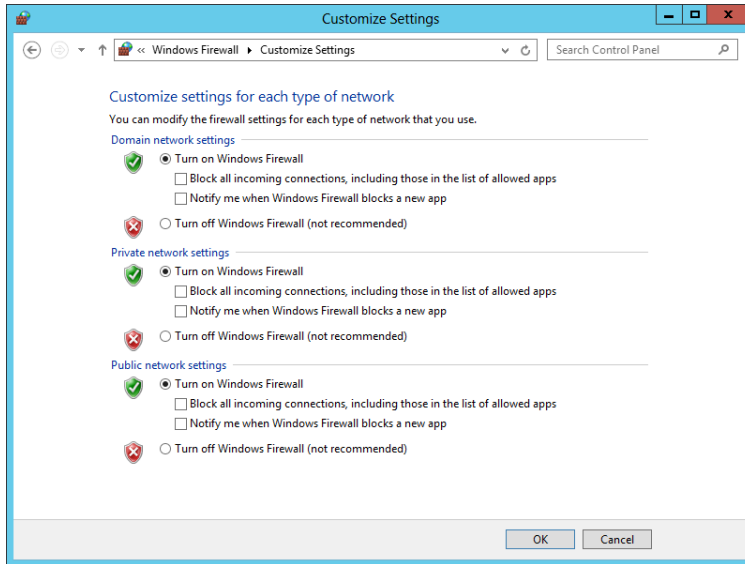 Customize Settings
« Windows Firewall ▸ Customize Settings
Search Control Panel
Customize settings for each type of network
You can modify the firewall settings for each type of network that you use.
Domain network settings
Turn on Windows Firewall
Block all incoming connections, including those in the list of allowed apps
Notify me when Windows Firewall blocks a new app
Turn off Windows Firewall (not recommended)
Private network settings
Turn on Windows Firewall
Block all incoming connections, including those in the list of allowed apps
Notify me when Windows Firewall blocks a new app
Turn off Windows Firewall (not recommended)
Public network settings
Turn on Windows Firewall
Block all incoming connections, including those in the list of allowed apps
Notify me when Windows Firewall blocks a new app
Turn off Windows Firewall (not recommended)
OK Cancel